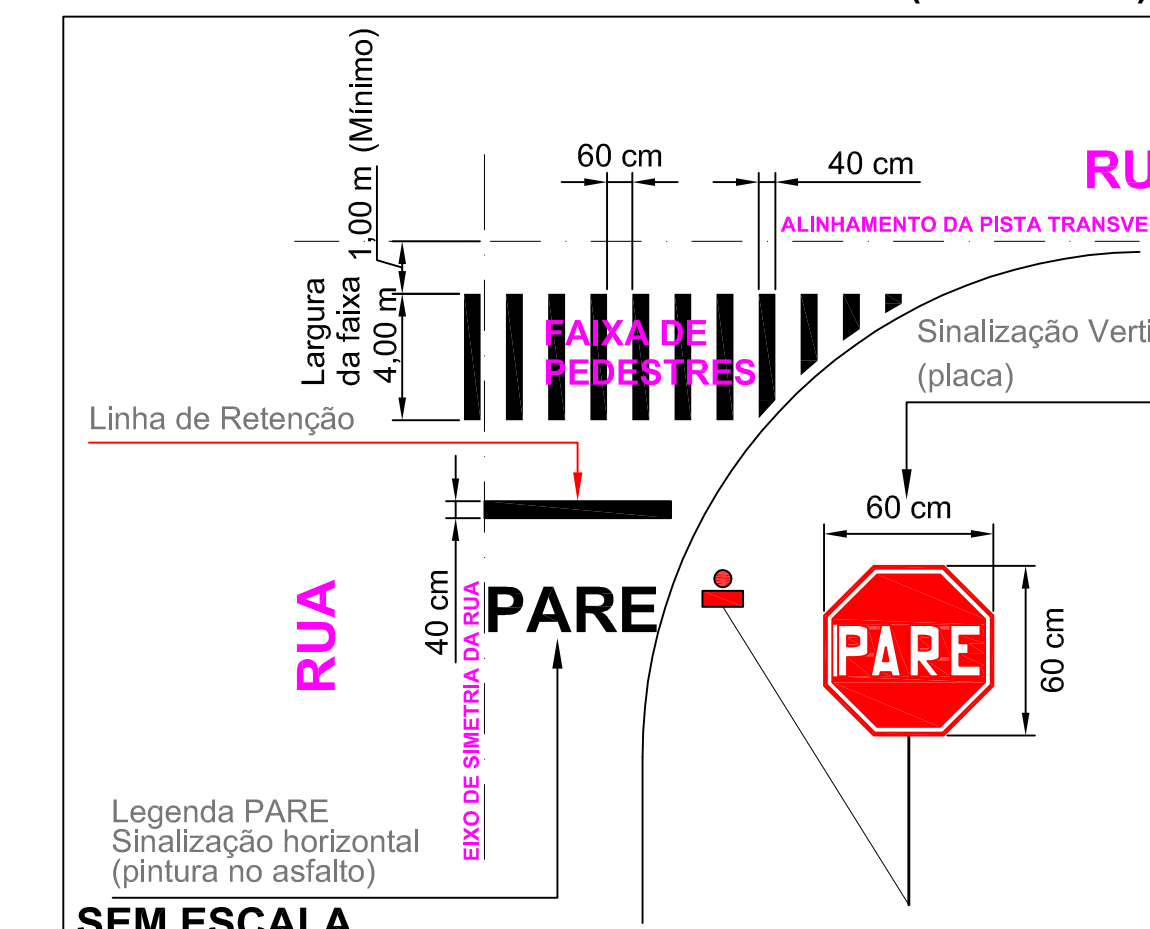 1,00 m (Mínimo)
60 cm
40 cm
RU
ALINHAMENTO DA PISTA TRANSVE
Largura
da faixa
4,00 m
FAIXA DE
PEDESTRES
Sinalização Verti
(placa)
Linha de Retenção
60 cm
40 cm
RUA
EIXO DE SIMETRIA DA RUA
PARE
PARE
60 cm
Legenda PARE
Sinalização horizontal
(pintura no asfalto)
SEM ESCALA